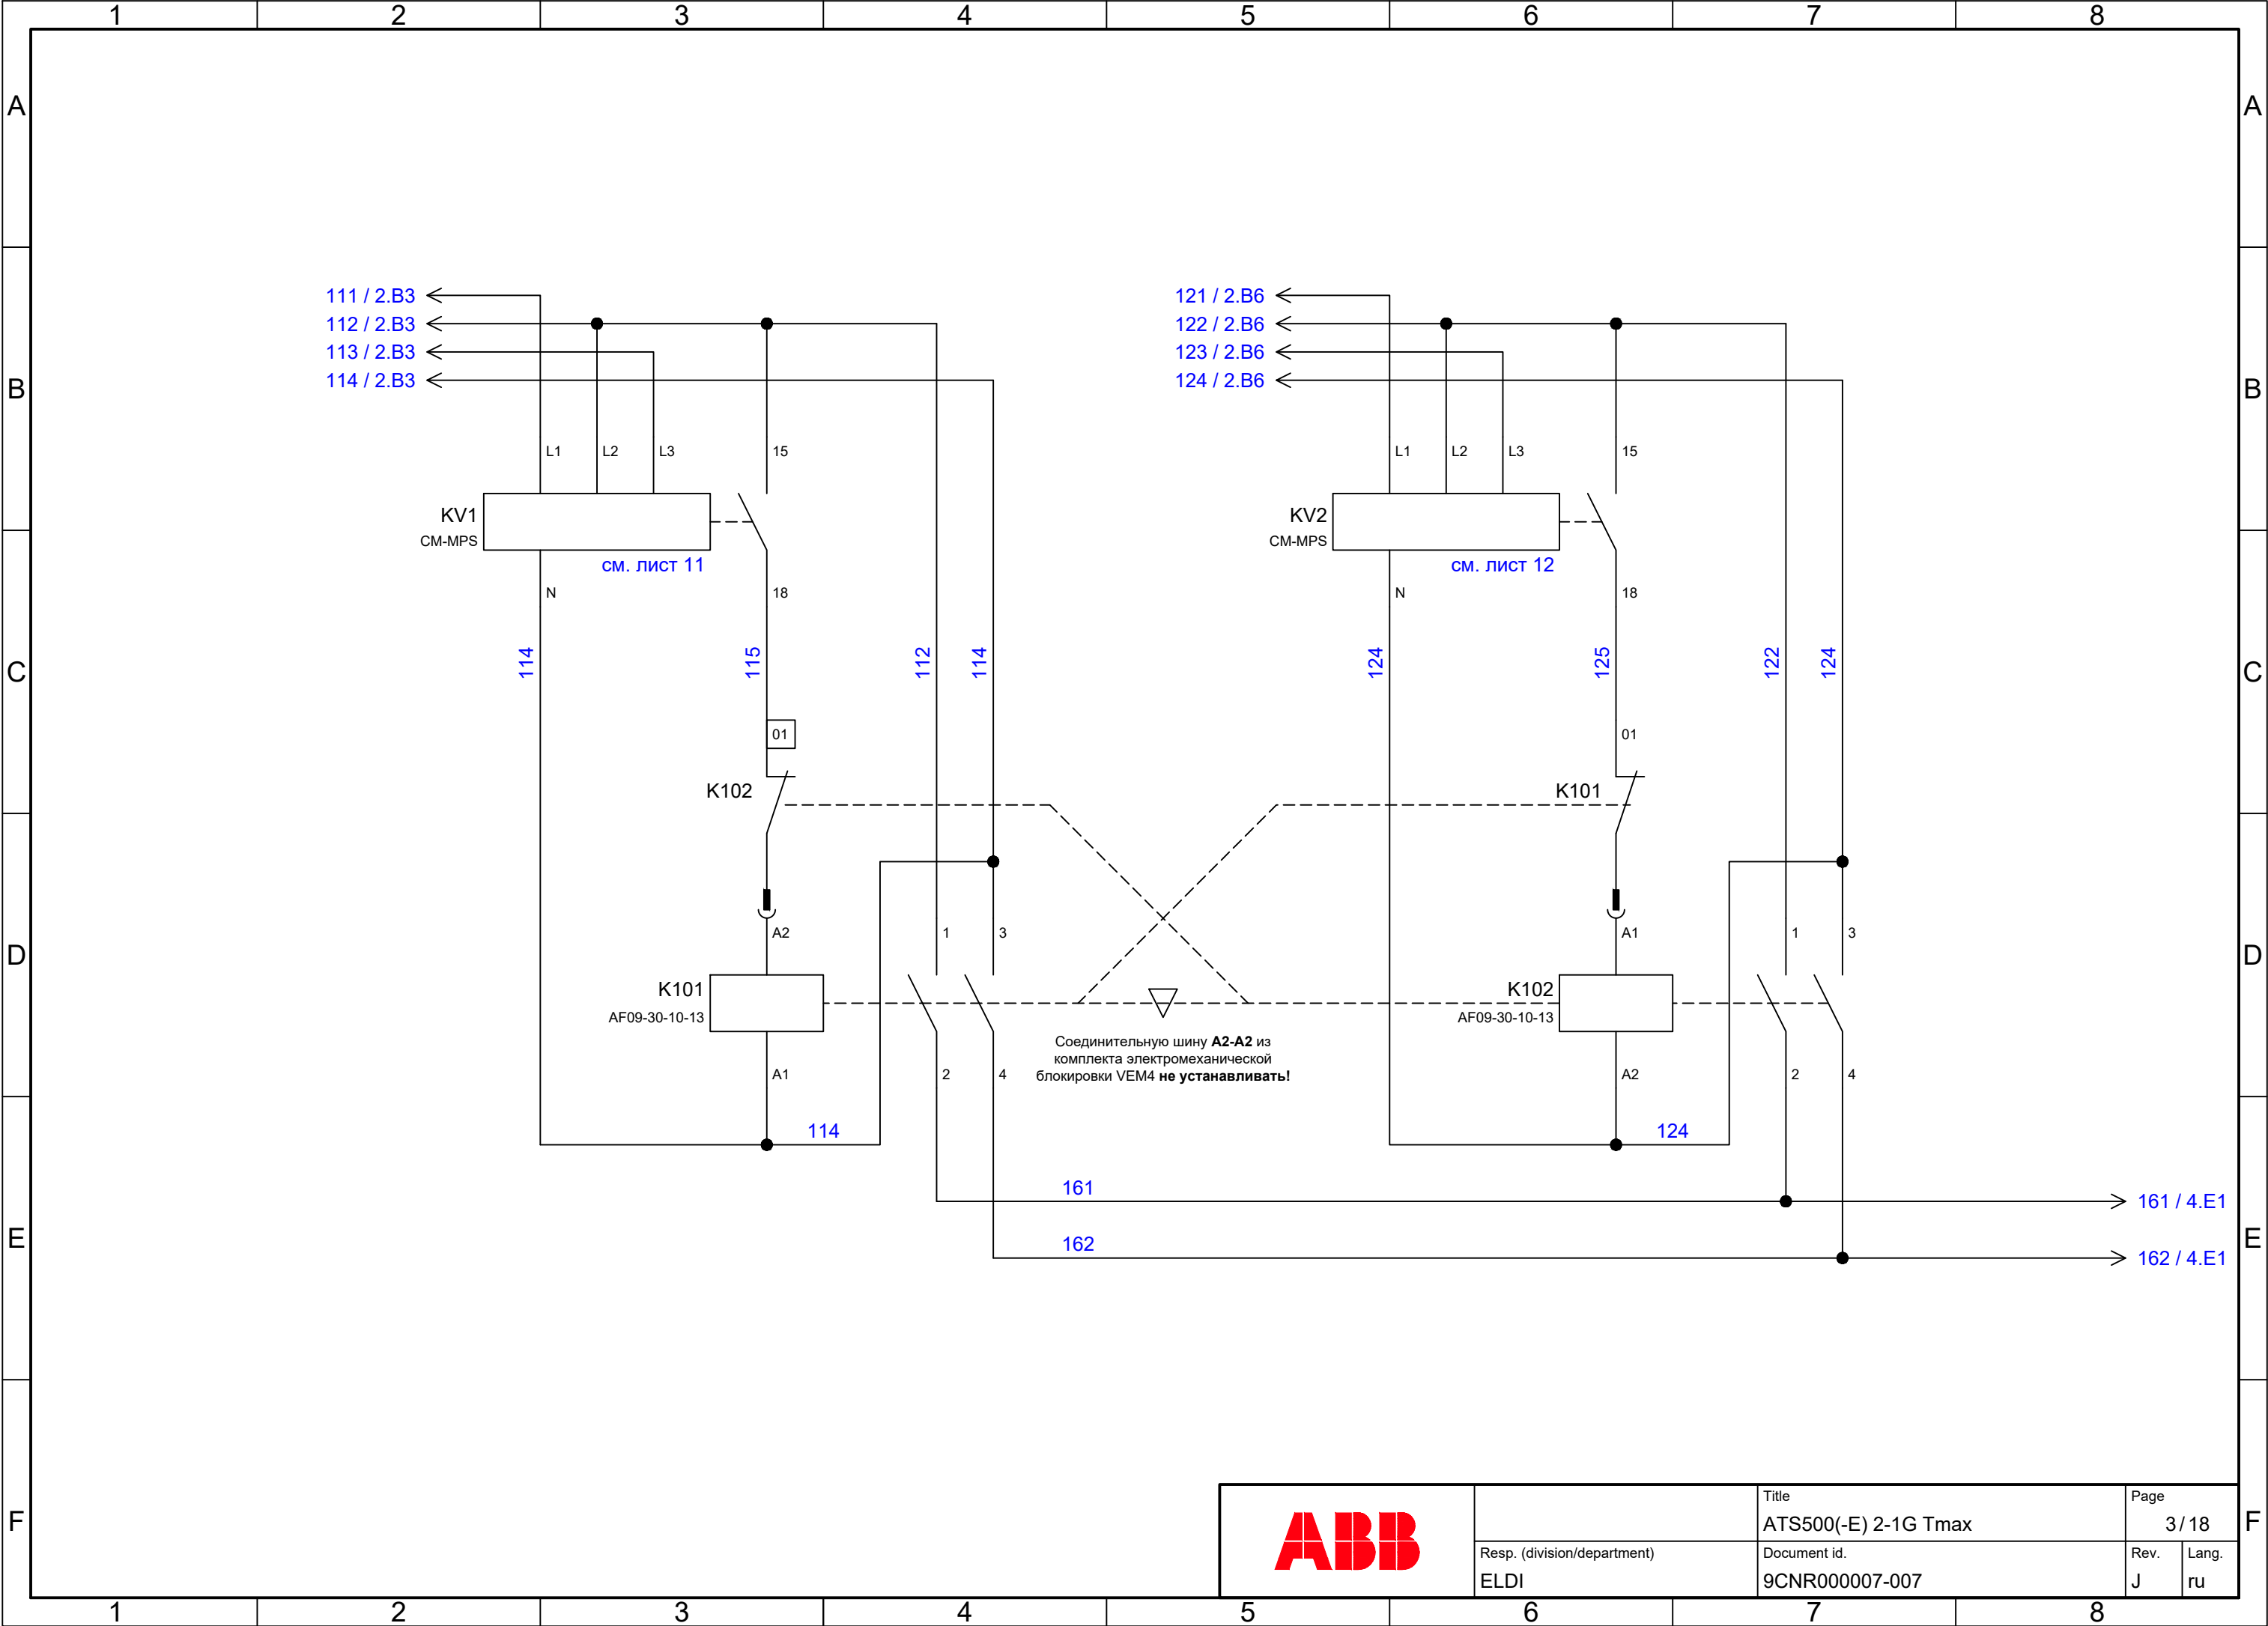 1 2 3 4 5 6 7 8
A A
111 / 2.B3 121 / 2.B6
112 / 2.B3 122 / 2.B6
113 / 2.B3 123 / 2.B6
114 / 2.B3 124 / 2.B6
B B
L1 L2 L3 15 L1 L2 L3 15
KV1 KV2
CM-MPS CM-MPS
см. лист 11 см. лист 12
N 18 N 18
114 115 112 114 124 125 122 124
C C
01 01
K102 K101
A2 1 3 A1 1 3
D D
K101 K102
AF09-30-10-13 AF09-30-10-13
Соединительную шину A2-A2 из
комплекта электромеханической
блокировки VEM4 не устанавливать!
A1 2 4 A2 2 4
114 124
161 161 / 4.E1
E E
162 162 / 4.E1
F F
ABB
Title Page
ATS500(-E) 2-1G Tmax 3/18
Resp. (division/department) Document id. Rev. Lang.
ELDI 9CNR000007-007 J ru
1 2 3 4 5 6 7 8